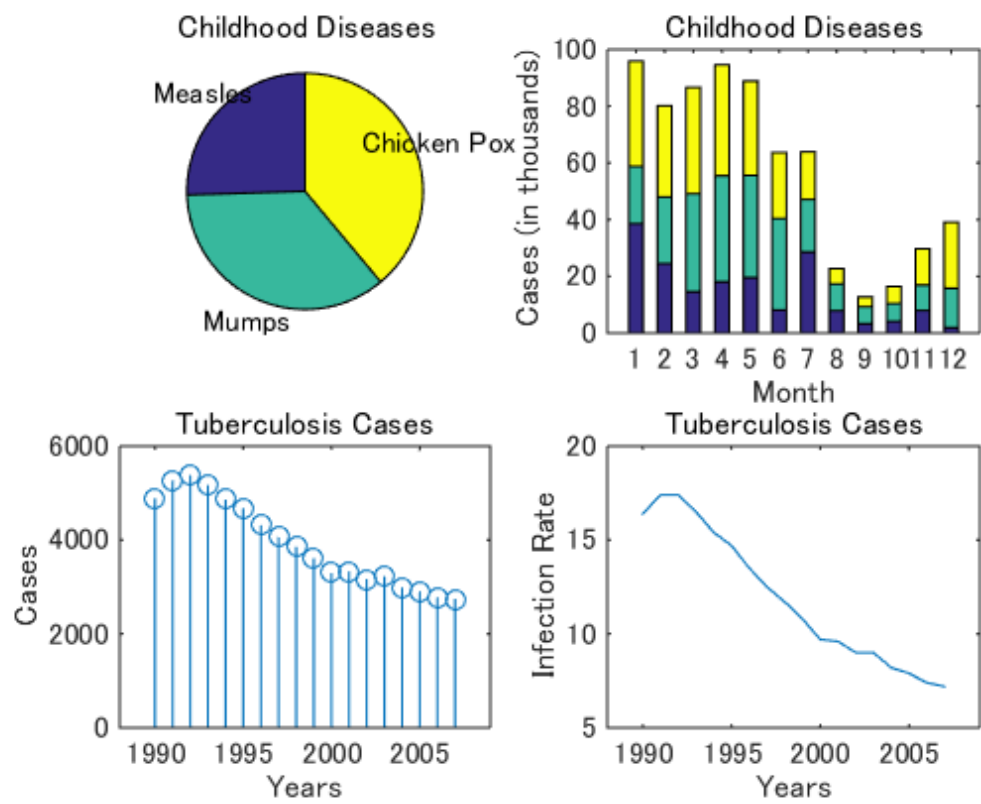 Childhood Diseases
Measles
Chicken Pox
Mumps
Childhood Diseases
Cases (in thousands)
100
80
60
40
20
0
1 2 3 4 5 6 7 8 9 10 11 12
Month
Tuberculosis Cases
Cases
6000
4000
2000
0
1990 1995 2000 2005
Years
Tuberculosis Cases
Infection Rate
20
15
10
5
1990 1995 2000 2005
Years